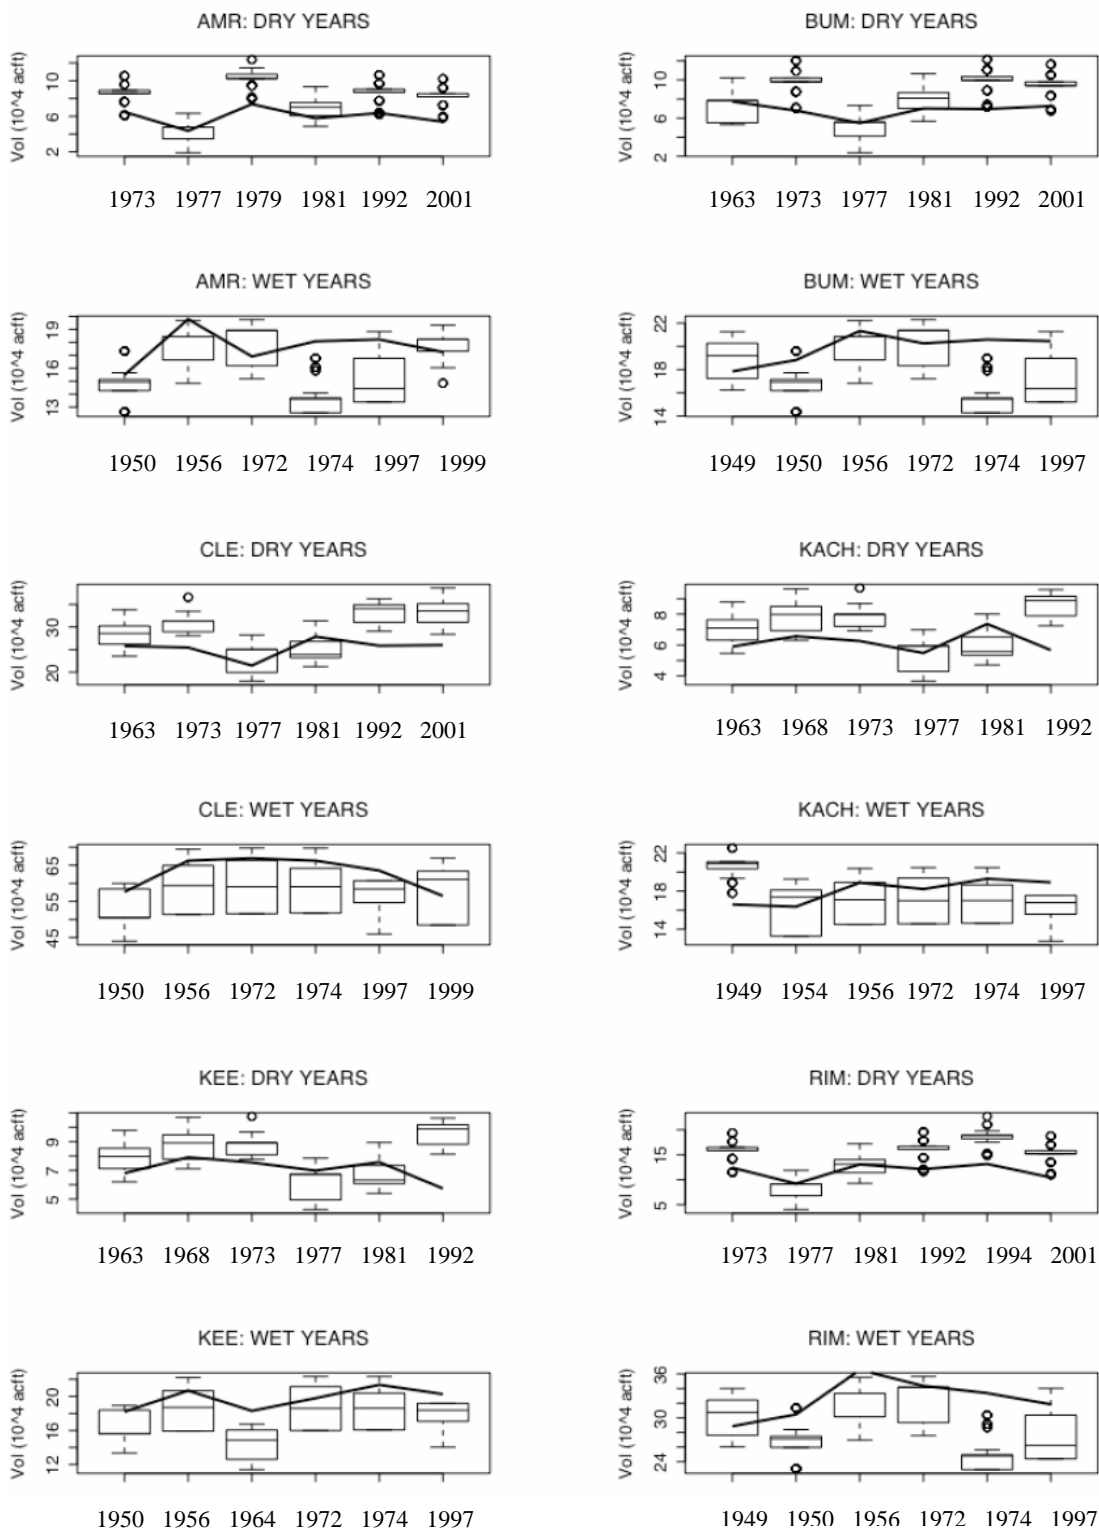 AMR: DRY YEARS
Vol (10^4 acft)
10
6
2
1973 1977 1979 1981 1992 2001
BUM: DRY YEARS
Vol (10^4 acft)
10
6
2
1963 1973 1977 1981 1992 2001
AMR: WET YEARS
Vol (10^4 acft)
19
16
13
1950 1956 1972 1974 1997 1999
BUM: WET YEARS
Vol (10^4 acft)
22
18
14
1949 1950 1956 1972 1974 1997
CLE: DRY YEARS
Vol (10^4 acft)
30
20
1963 1973 1977 1981 1992 2001
KACH: DRY YEARS
Vol (10^4 acft)
8
6
4
1963 1968 1973 1977 1981 1992
CLE: WET YEARS
Vol (10^4 acft)
65
55
45
1950 1956 1972 1974 1997 1999
KACH: WET YEARS
Vol (10^4 acft)
22
18
14
1949 1954 1956 1972 1974 1997
KEE: DRY YEARS
Vol (10^4 acft)
9
7
5
1963 1968 1973 1977 1981 1992
RIM: DRY YEARS
Vol (10^4 acft)
15
5
1973 1977 1981 1992 1994 2001
KEE: WET YEARS
Vol (10^4 acft)
20
16
12
1950 1956 1964 1972 1974 1997
RIM: WET YEARS
Vol (10^4 acft)
36
30
24
1949 1950 1956 1972 1974 1997